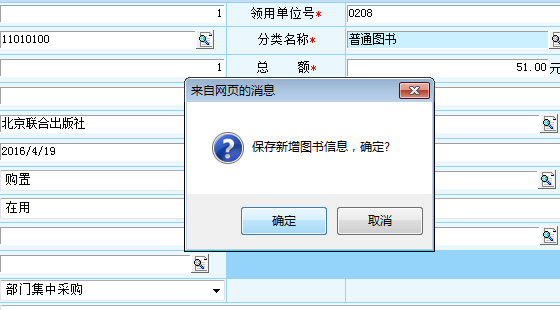 1 领用单位号* 0208
11010100 分类名称* 普通图书
1 总 额* 51.00 元
来自网页的消息
北京联合出版社
保存新增图书信息，确定?
2016/4/19
购置
在用
确定 取消
部门集中采购